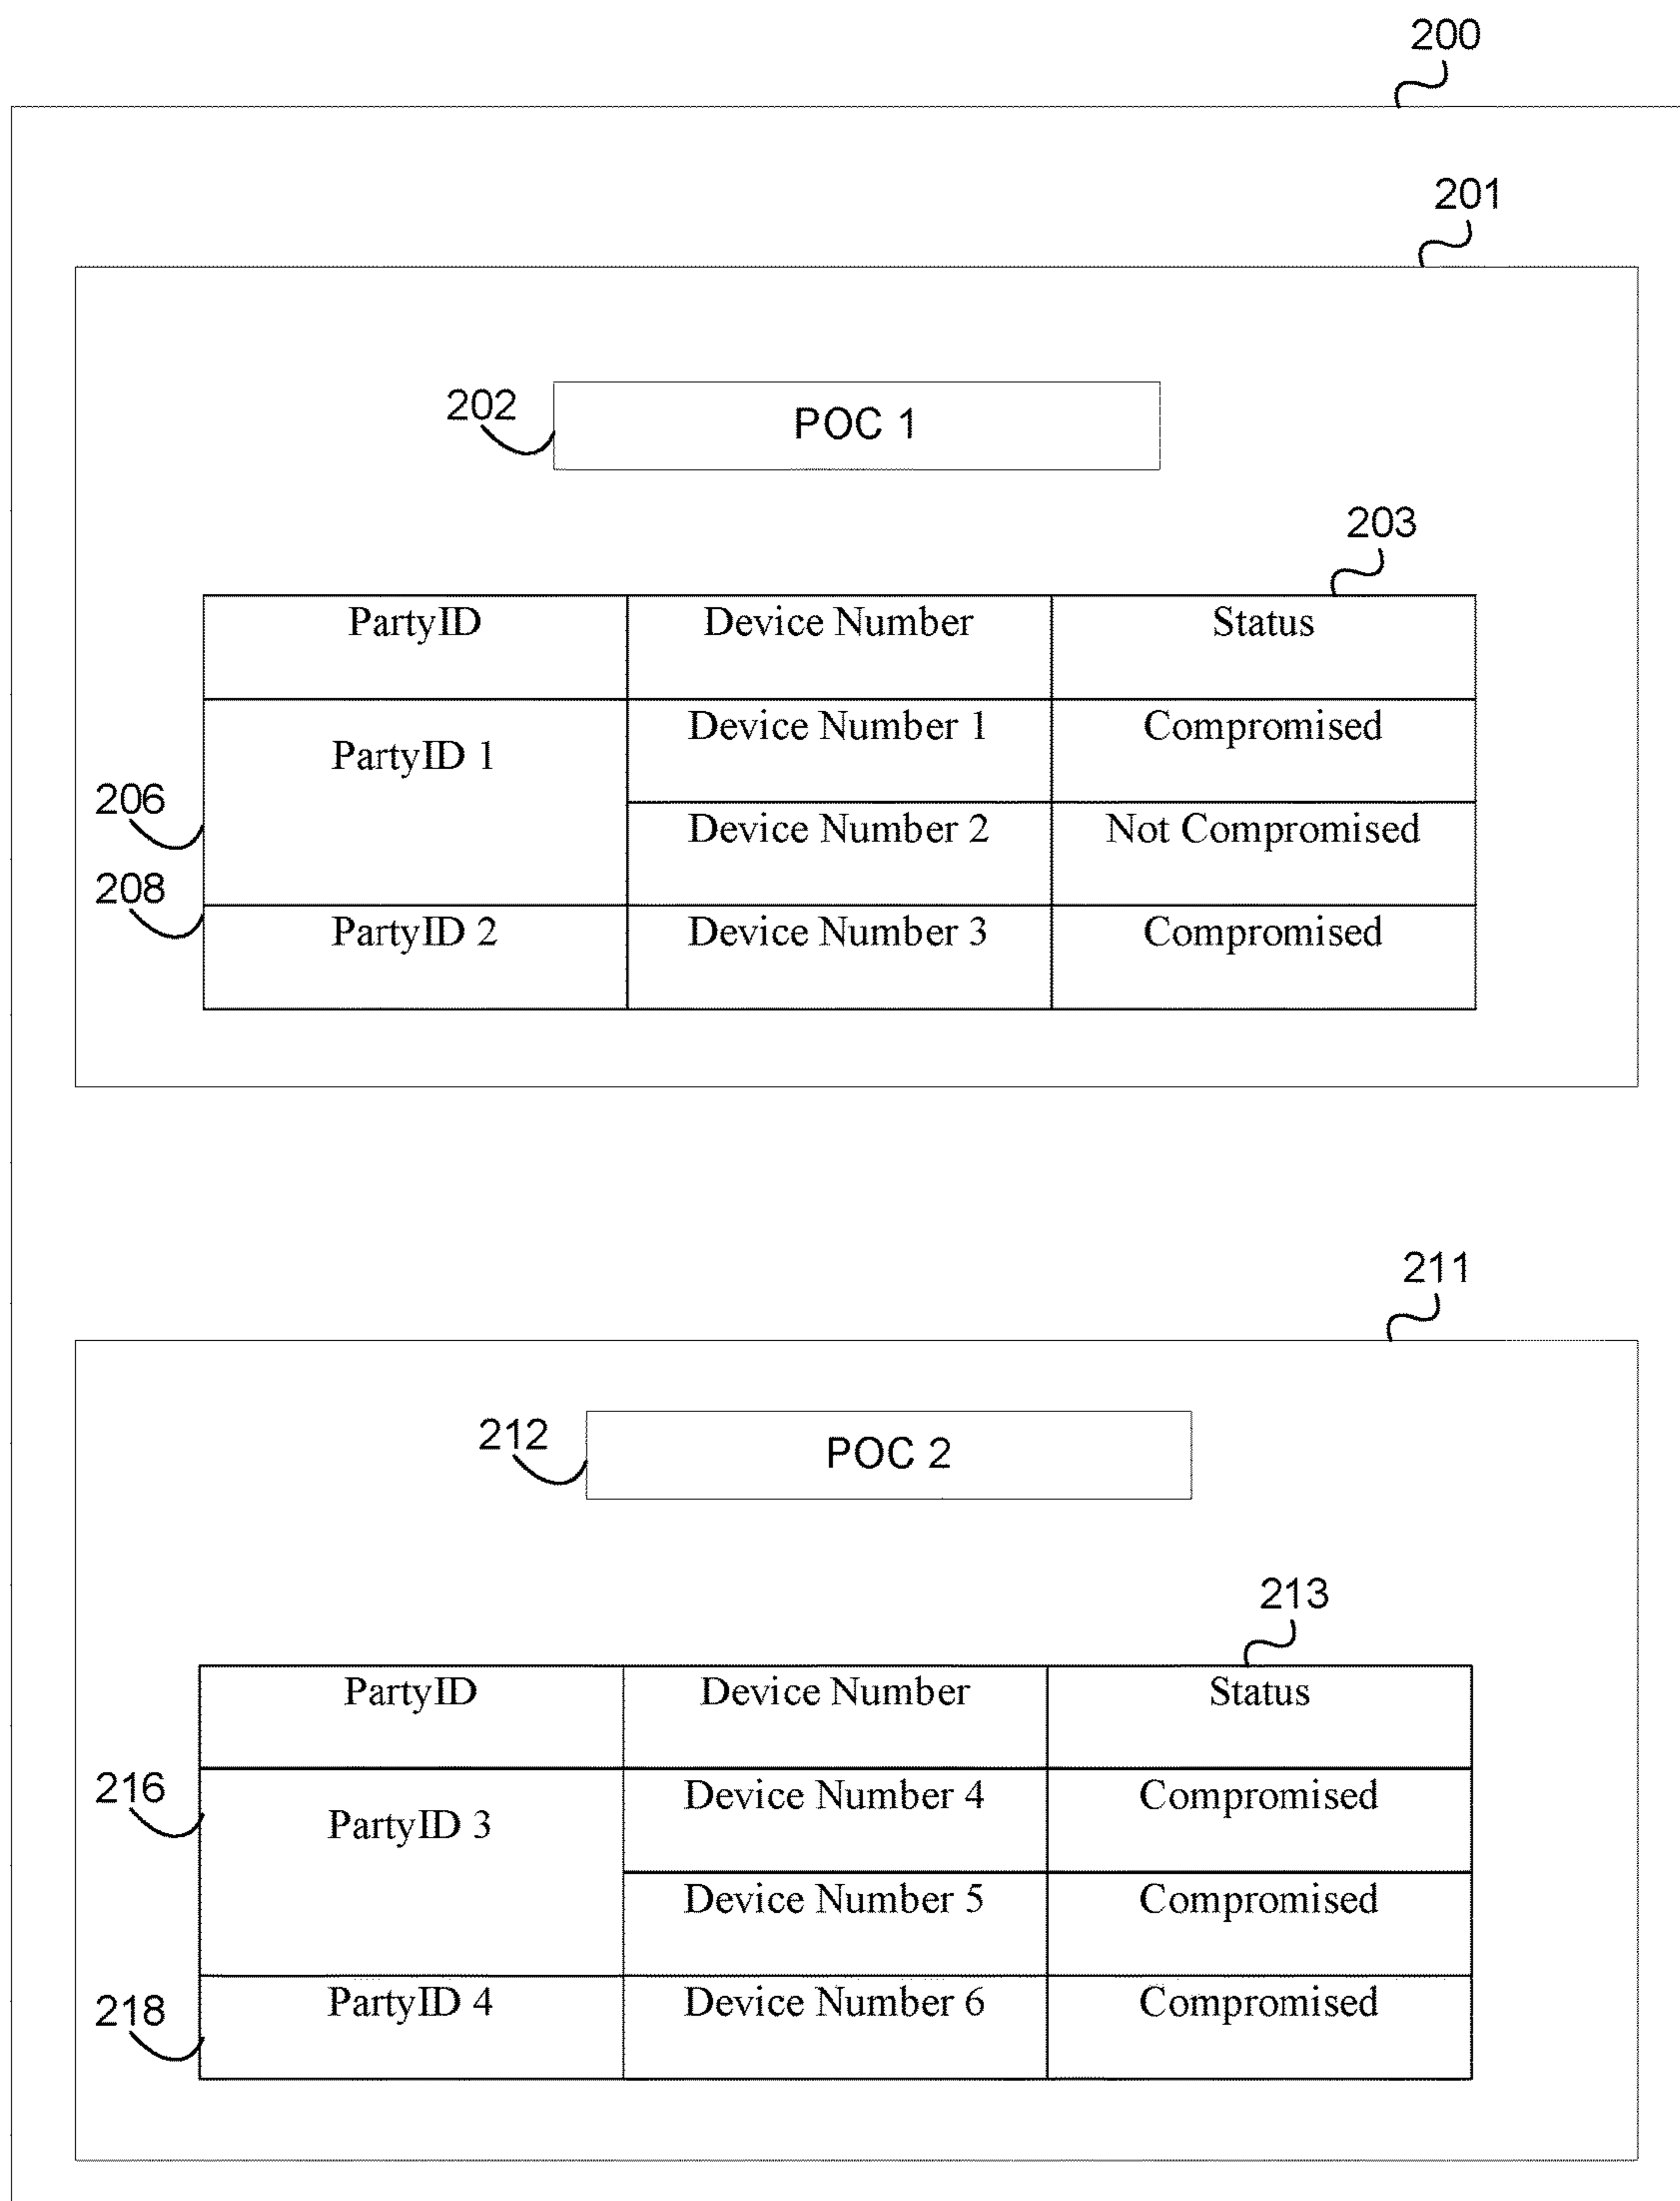 200
201
202
POC 1
203
PartyID Device Number Status
Device Number 1 Compromised
PartyID 1
206
Device Number 2 Not Compromised
208
PartyID 2 Device Number 3 Compromised
211
212
POC 2
213
PartyID Device Number Status
216
Device Number 4 Compromised
PartyID 3
Device Number 5 Compromised
218
PartyID 4 Device Number 6 Compromised